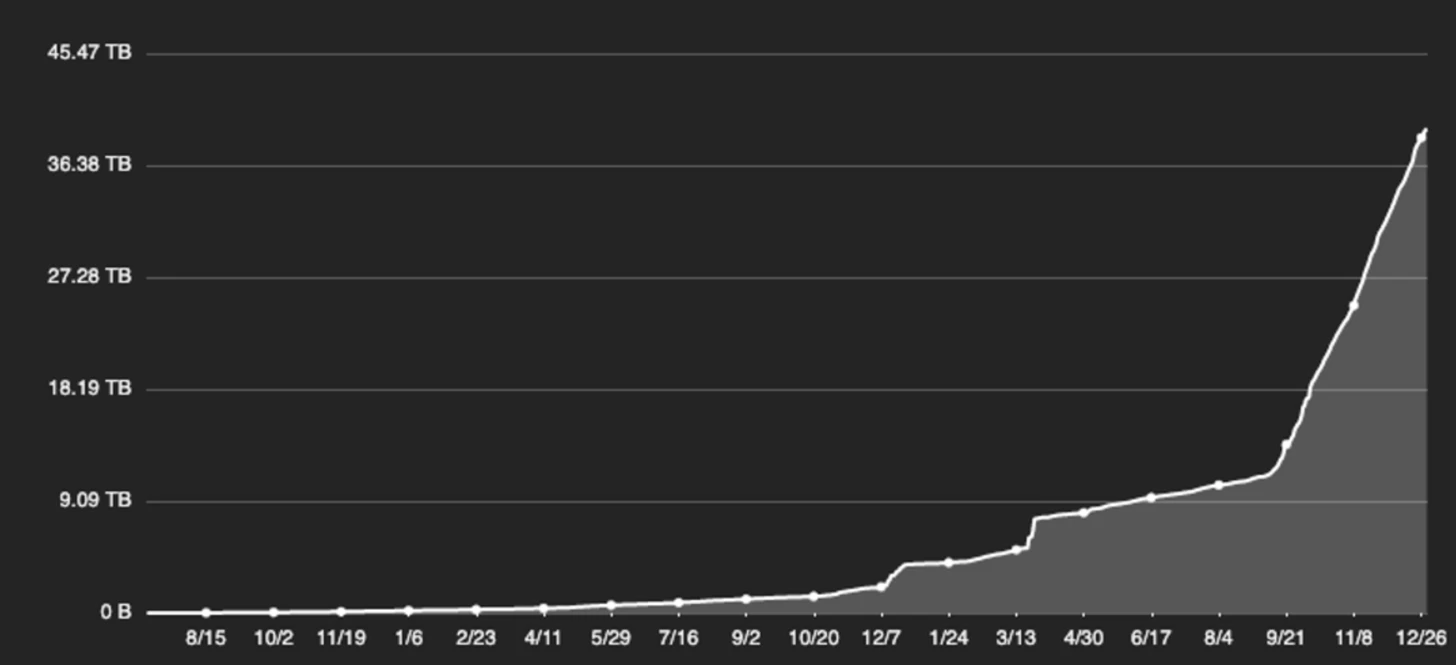 45.47 TB
36.38 TB
27.28 TB
18.19 TB
9.09 TB
0 B
8/15 10/2 11/19 1/6 2/23 4/11 5/29 7/16 9/2 10/20 12/7 1/24 3/13 4/30 6/17 8/4 9/21 11/8 12/26